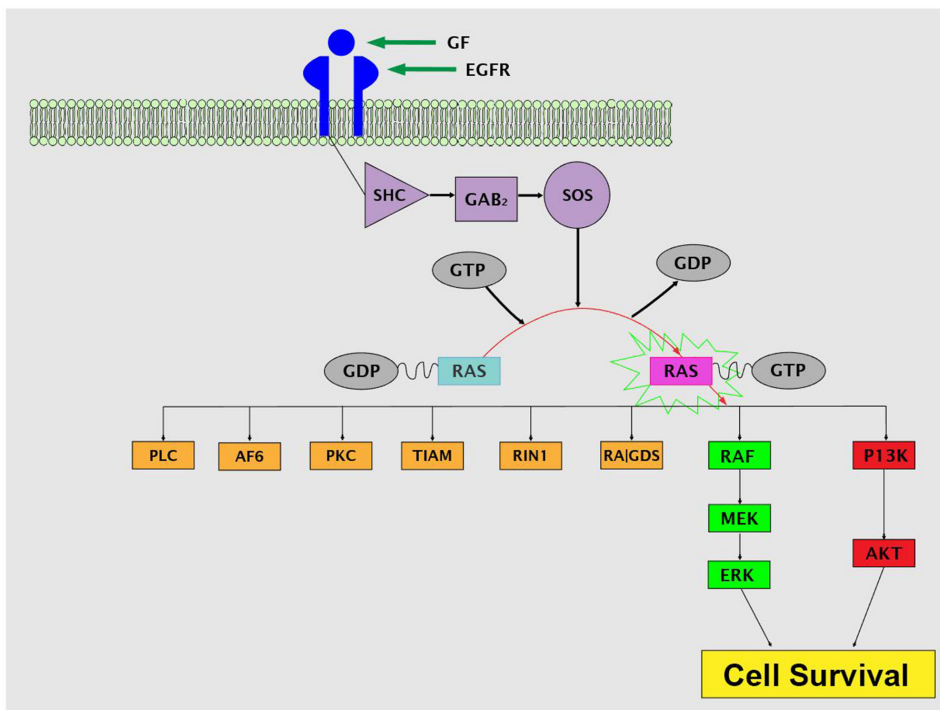 GF
EGFR
SHC
GAB₂
SOS
GTP
GDP
GDP
RAS
RAS
GTP
PLC
AF6
PKC
TIAM
RIN1
RA|GDS
RAF
P13K
MEK
AKT
ERK
Cell Survival